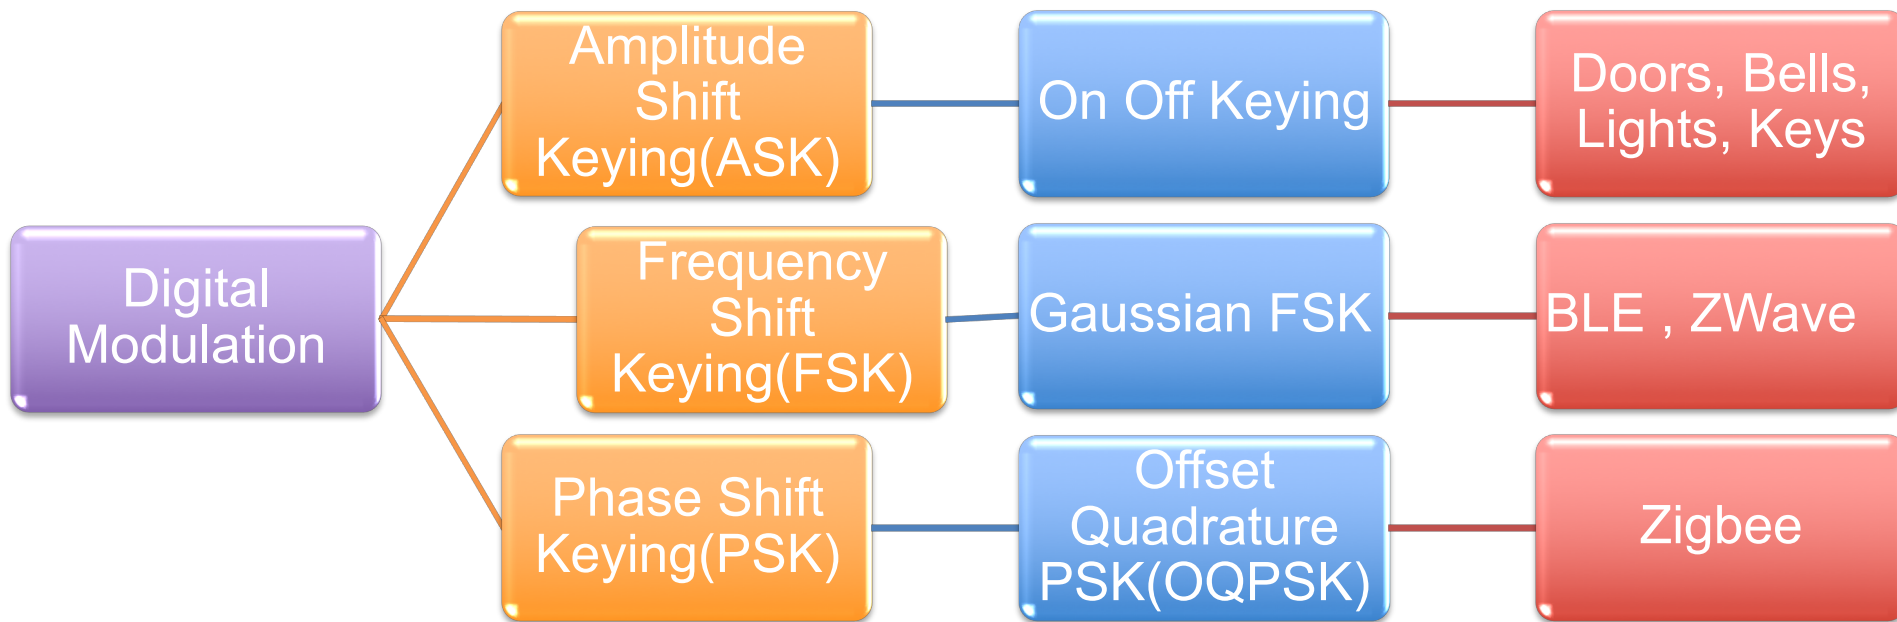 Amplitude
Shift
Keying(ASK)
On Off Keying
Doors, Bells,
Lights, Keys
Digital
Modulation
Frequency
Shift
Keying(FSK)
Gaussian FSK
BLE , ZWave
Phase Shift
Keying(PSK)
Offset
Quadrature
PSK(OQPSK)
Zigbee